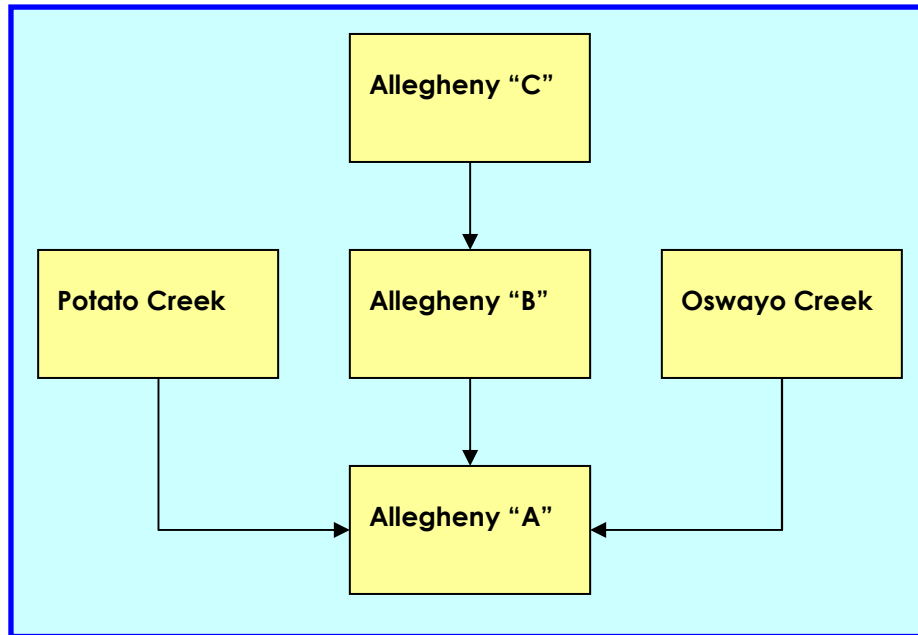 Allegheny “C”
Potato Creek
Allegheny “B”
Oswayo Creek
Allegheny “A”